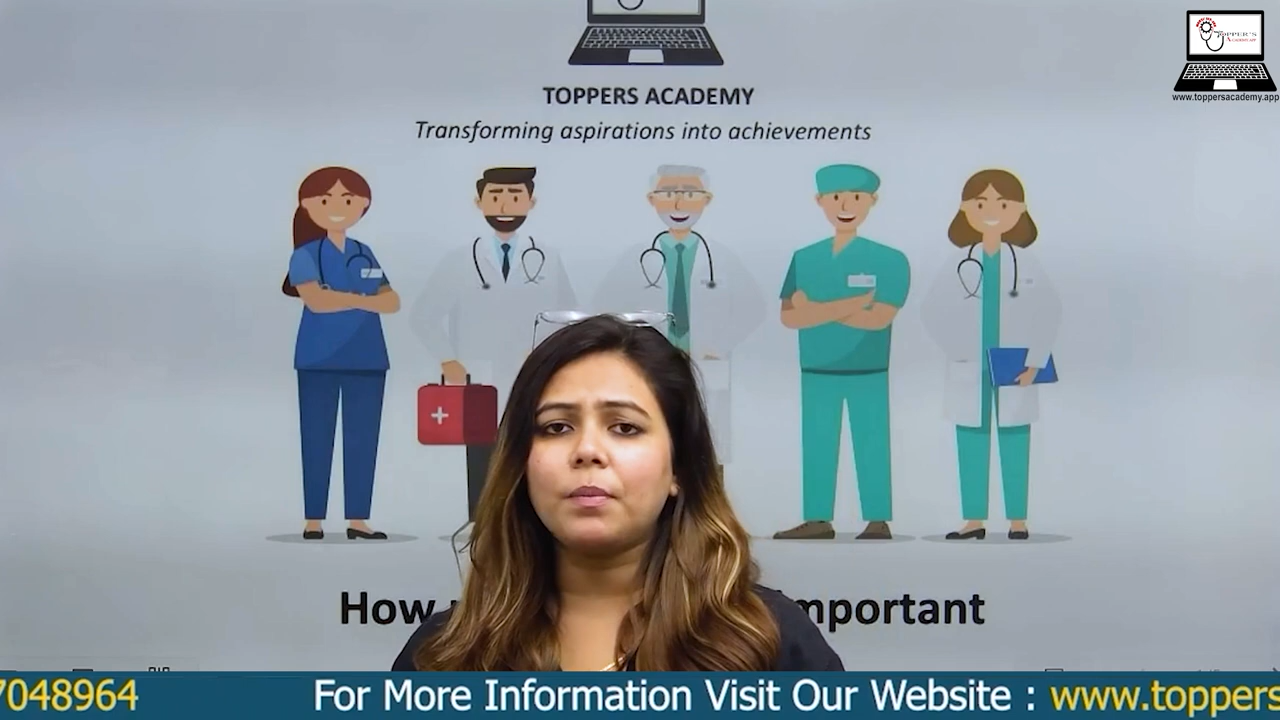 TOPPER'S
www.toppersacademy.app
TOPPERS ACADEMY
Transforming aspirations into achievements
How
mportant
7048964 For More Information Visit Our Website : www.toppers